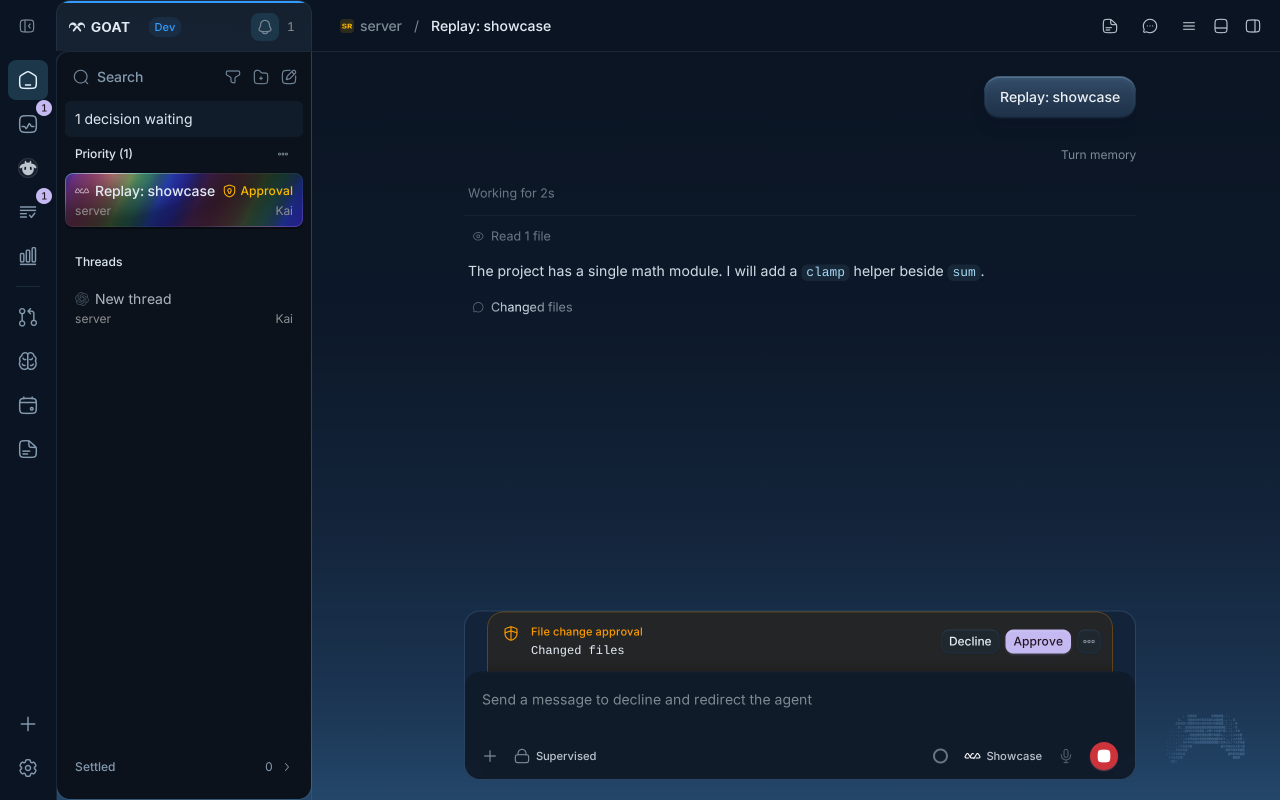 GOAT Dev 1
1
1
Search
1 decision waiting
Priority (1)
Replay: showcase Approval
server Kai
Threads
New thread
server Kai
Settled 0
SR server / Replay: showcase
Replay: showcase
Turn memory
Working for 2s
Read 1 file
The project has a single math module. I will add a clamp helper beside sum.
Changed files
File change approval
Changed files
Decline Approve
Send a message to decline and redirect the agent
Supervised
Showcase